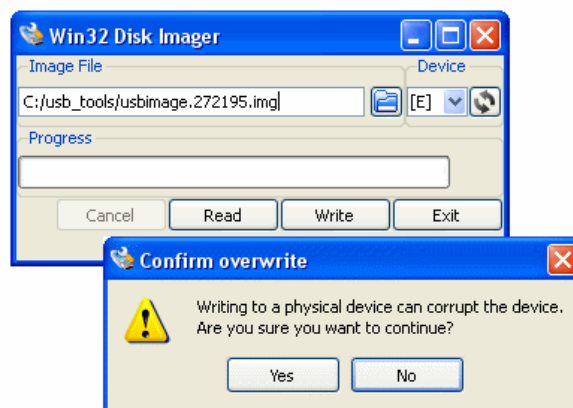 Win32 Disk Imager
Image File
Device
C:/usb_tools/usbimage.272195.img
[E]
Progress
Cancel
Read
Write
Exit
Confirm overwrite
Writing to a physical device can corrupt the device.
Are you sure you want to continue?
Yes
No